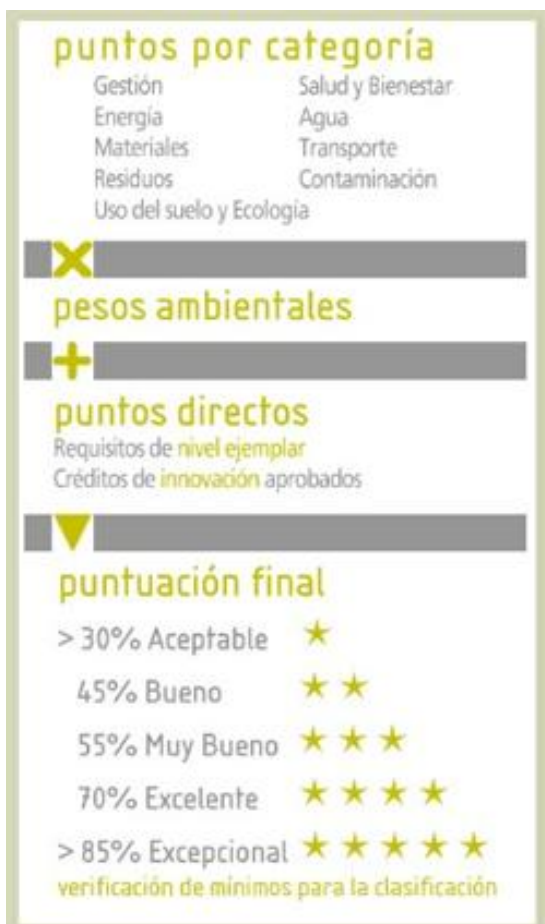 puntos por categoría
Gestión Salud y Bienestar
Energía Agua
Materiales Transporte
Residuos Contaminación
Uso del suelo y Ecología
pesos ambientales
puntos directos
Requisitos de nivel ejemplar
Créditos de innovación aprobados
puntuación final
> 30% Aceptable
45% Bueno
55% Muy Bueno
70% Excelente
> 85% Excepcional
verificación de mínimos para la clasificación